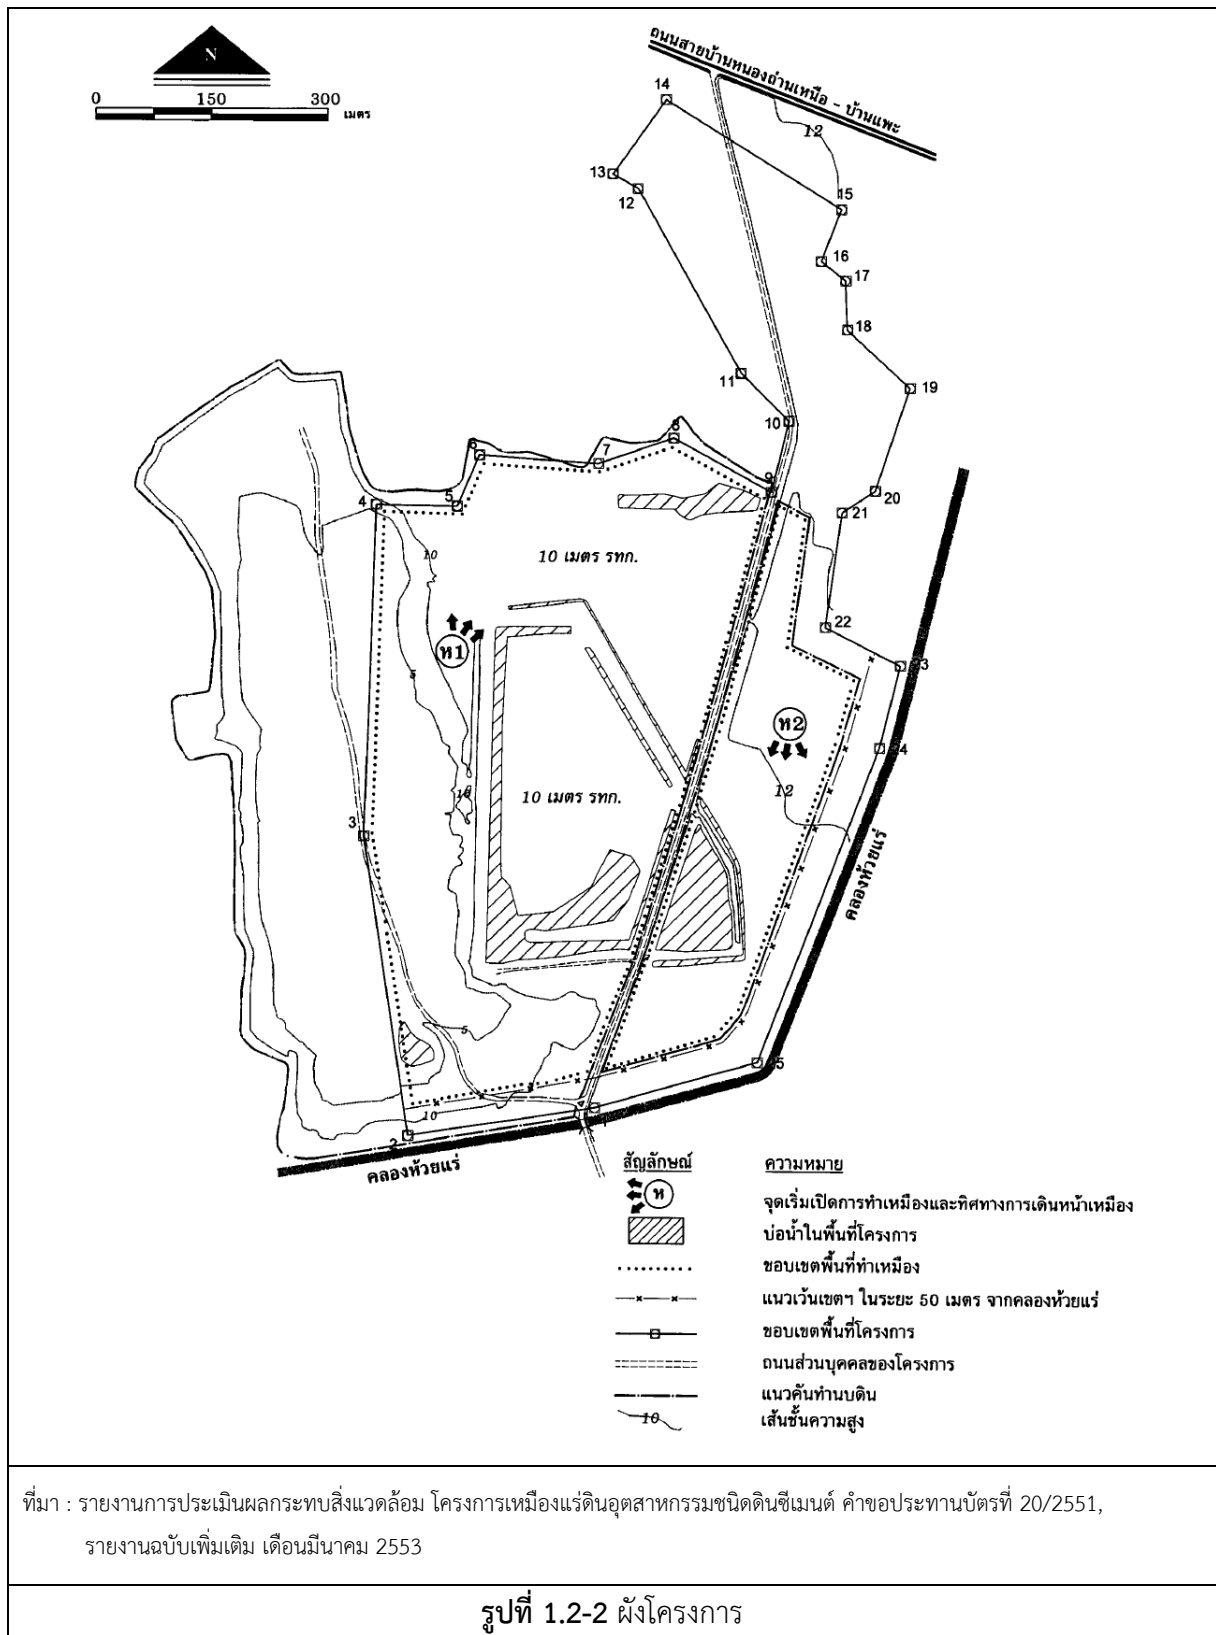 N
0 150 300
เมตร
ถนนสายบ้านหนองถ่านเหนือ - บ้านแพะ
12
14
13
12
15
16
17
18
19
11
10
8
7
6
5
4
9
20
21
22
23
10
10 เมตร รทก.
ห1
5
ห2
12
10 เมตร รทก.
10
3
24
คลองห้วยแร่
5
25
10
2
1
คลองห้วยแร่
สัญลักษณ์ ความหมาย
ห จุดเริ่มเปิดการทำเหมืองและทิศทางการเดินหน้าเหมือง
บ่อน้ำในพื้นที่โครงการ
ขอบเขตพื้นที่ทำเหมือง
แนวเว้นเขตฯ ในระยะ 50 เมตร จากคลองห้วยแร่
ขอบเขตพื้นที่โครงการ
ถนนส่วนบุคคลของโครงการ
แนวคันทำนบดิน
10 เส้นชั้นความสูง
ที่มา : รายงานการประเมินผลกระทบสิ่งแวดล้อม โครงการเหมืองแร่ดินอุตสาหกรรมชนิดดินซีเมนต์ คำขอประทานบัตรที่ 20/2551,
รายงานฉบับเพิ่มเติม เดือนมีนาคม 2553
รูปที่ 1.2-2 ผังโครงการ